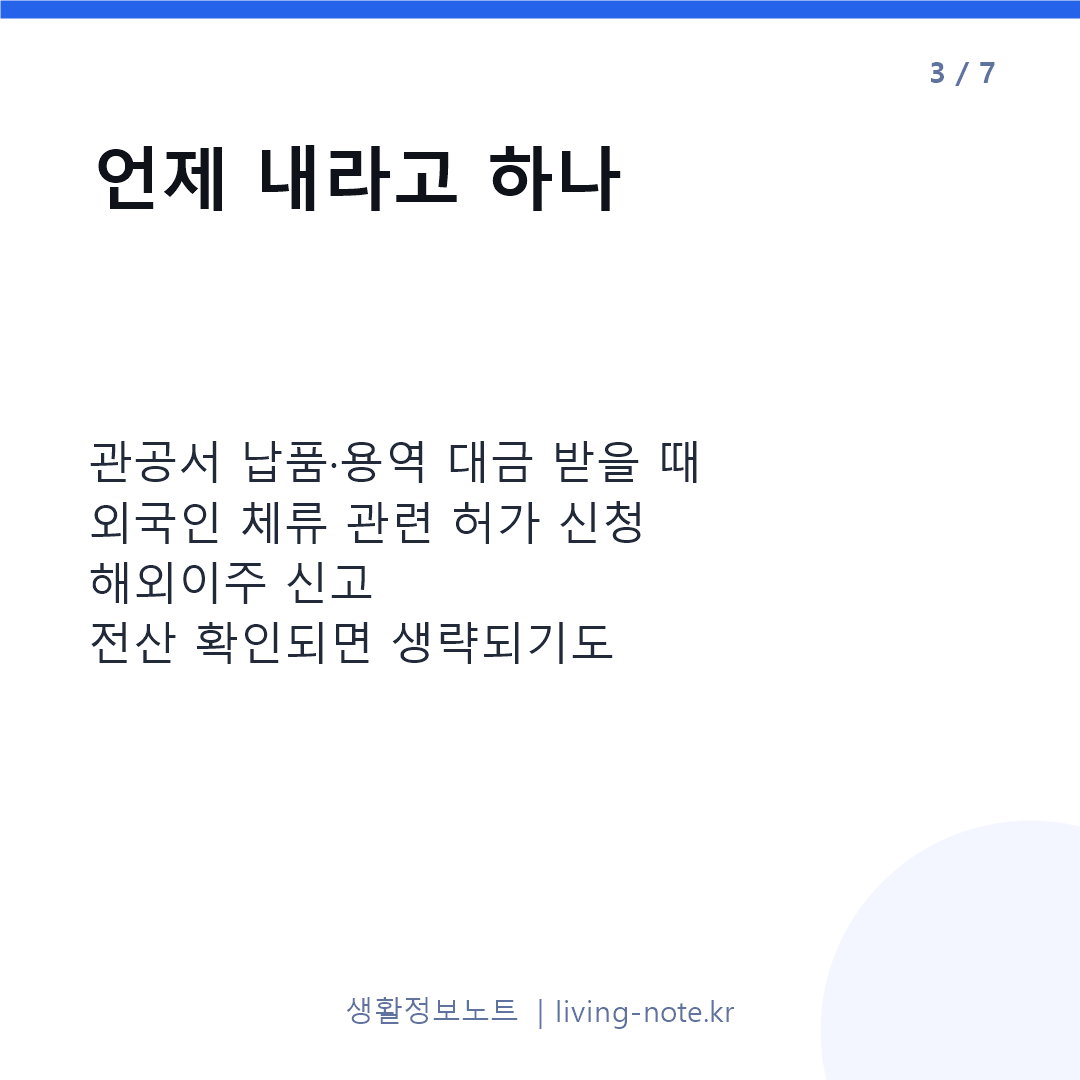 3 / 7
언제 내라고 하나
관공서 납품·용역 대금 받을 때
외국인 체류 관련 허가 신청
해외이주 신고
전산 확인되면 생략되기도
생활정보노트 | living-note.kr